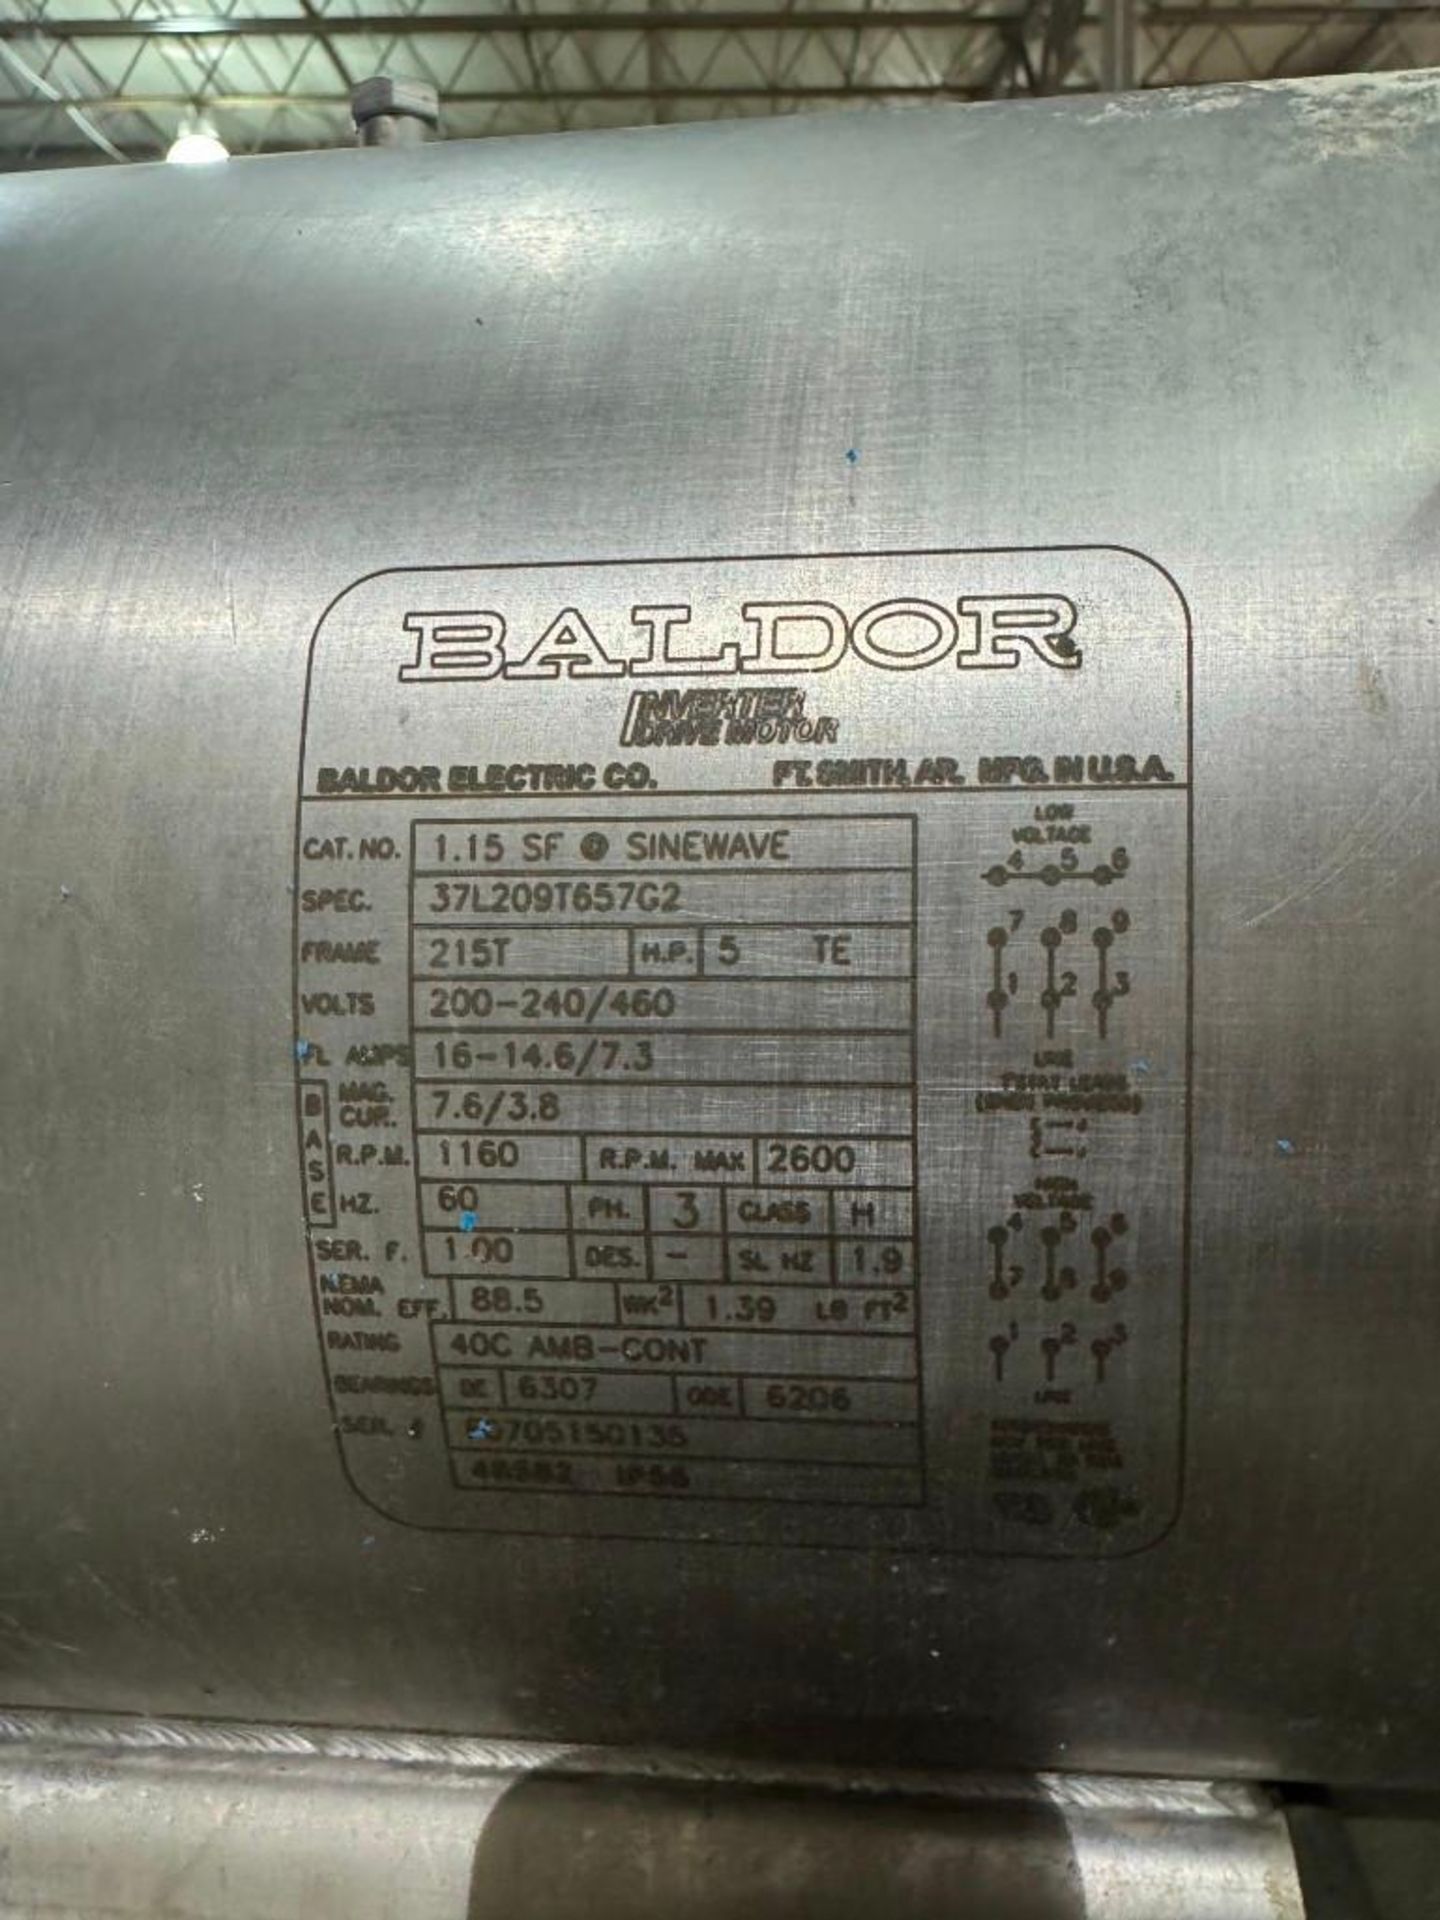 BALDOR
INVERTER
DRIVE MOTOR
BALDOR ELECTRIC CO. FT. SMITH, AR. MFG. IN U.S.A.
CAT. NO. 1.15 SF @ SINEWAVE
SPEC. 37L209T657G2
FRAME 215T H.P. 5 TE
VOLTS 200-240/460
FL AMPS 16-14.6/7.3
BASE
MAG. CUR. 7.6/3.8
R.P.M. 1160 R.P.M. MAX 2600
HZ. 60 PH. 3 CLASS H
SER. F. 1.00 DES. - SL HZ 1.9
NEMA NOM. EFF. 88.5 WK² 1.39 LB FT²
RATING 40C AMB-CONT
BEARINGS DE 6307 ODE 6206
SER. # 0705150136
IP56
LOW
VOLTAGE
4 5 6
7 8 9
1 2 3
LINE
HIGH
VOLTAGE
4 5 6
7 8 9
1 2 3
LINE